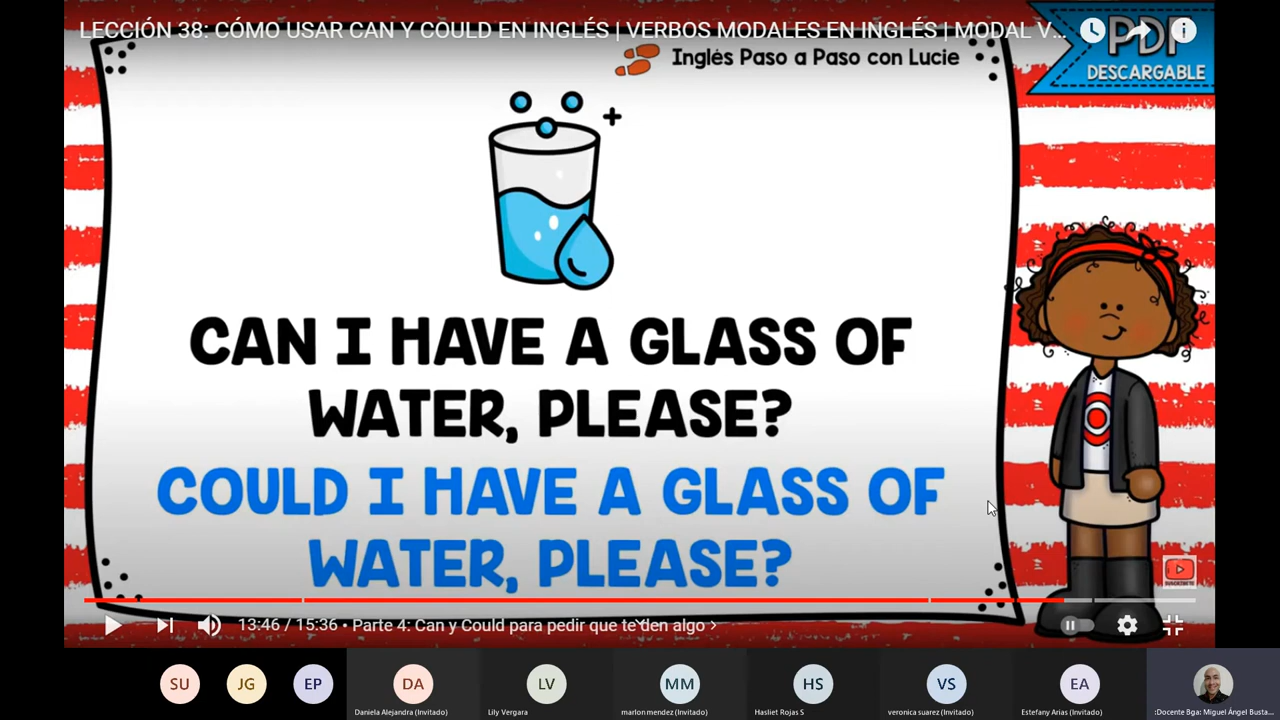 LECCIÓN 38: CÓMO USAR CAN Y COULD EN INGLÉS | VERBOS MODALES EN INGLÉS | MODAL V...
PDF
DESCARGABLE
Inglés Paso a Paso con Lucie
CAN I HAVE A GLASS OF
WATER, PLEASE?
COULD I HAVE A GLASS OF
WATER, PLEASE?
SUSCRIBETE
13:46 / 15:36 • Parte 4: Can y Could para pedir que te den algo
SU
JG
EP
DA
LV
MM
HS
VS
EA
Daniela Alejandra (Invitado)
Lily Vergara
marlon mendez (Invitado)
Hasliet Rojas S
veronica suarez (Invitado)
Estefany Arias (Invitado)
:Docente Bga: Miguel Ángel Busta...